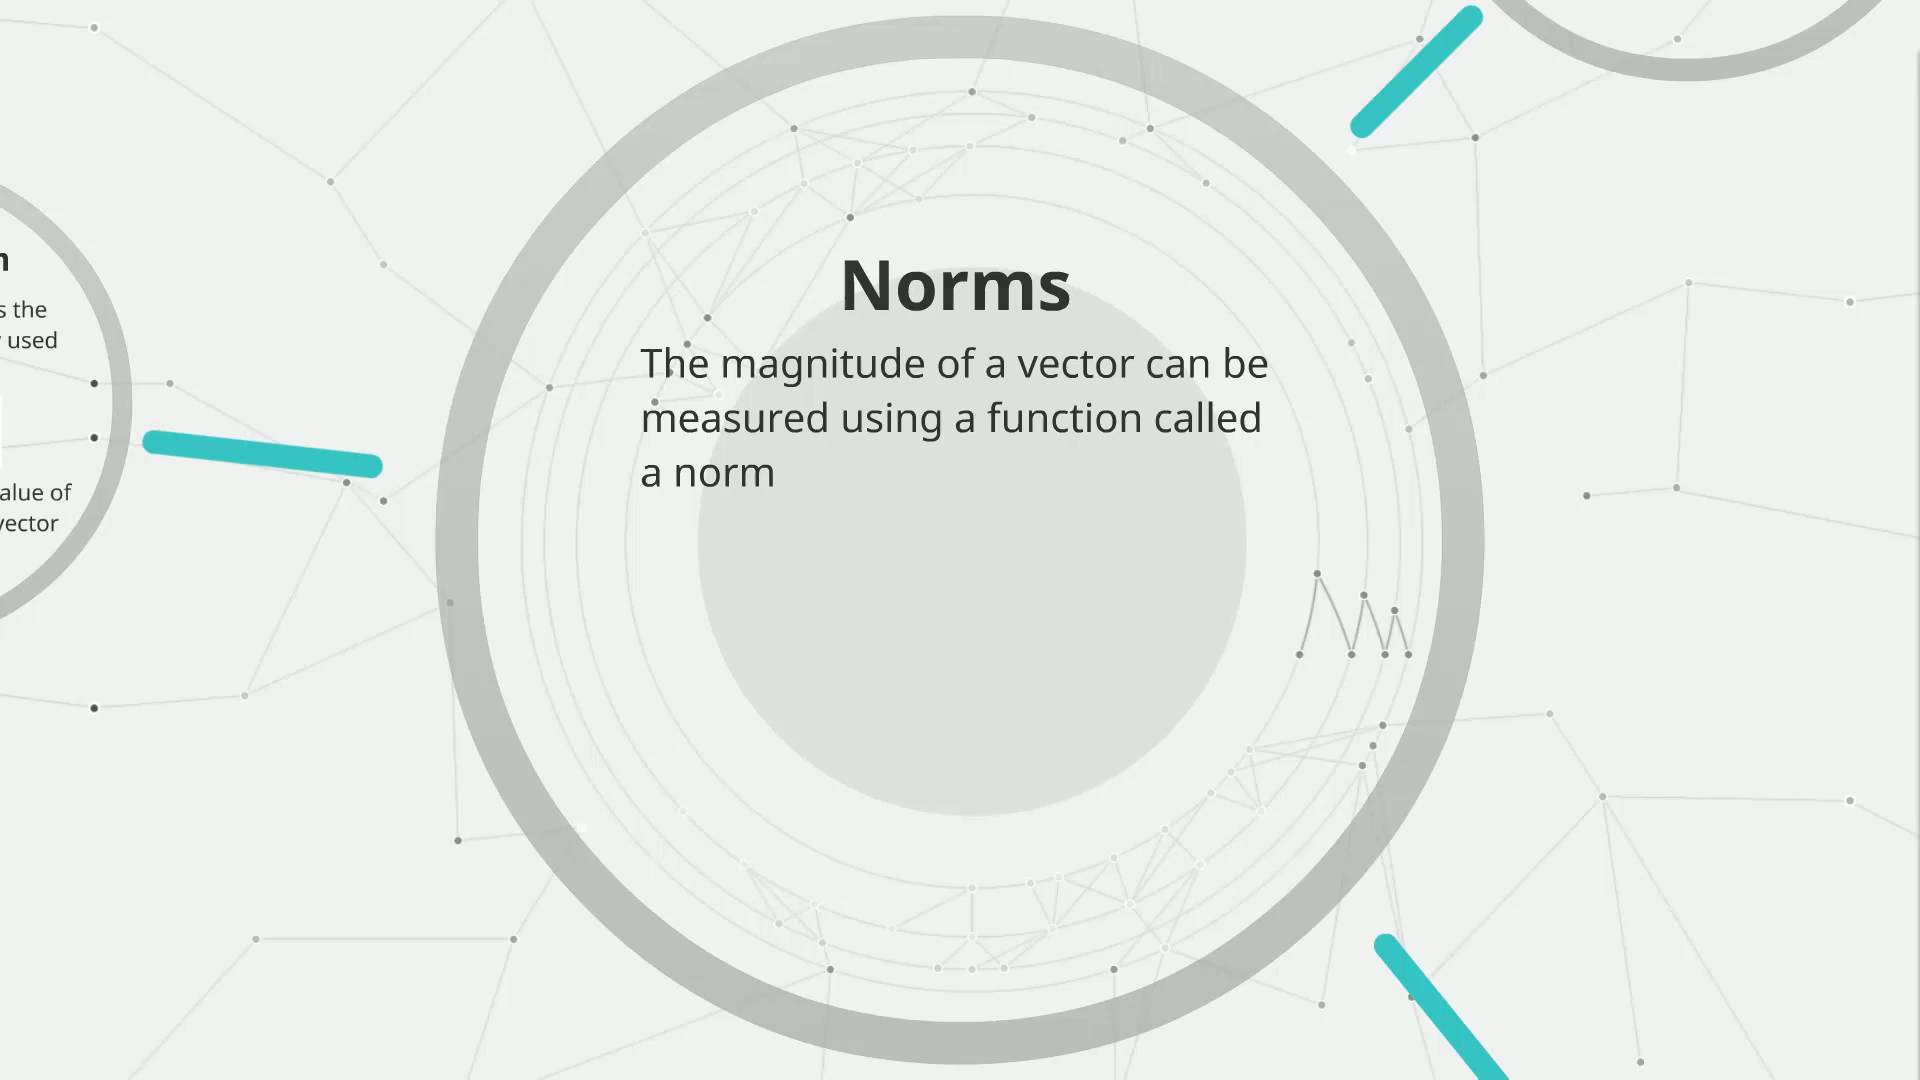 Norms
The magnitude of a vector can be
measured using a function called
a norm
s the
used
alue of
vector